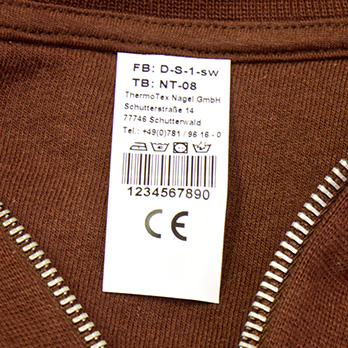 FB: D-S-1-sw
TB: NT-08
ThermoTex Nagel GmbH
Schutterstraße 14
77746 Schutterwald
Tel.: +49(0)781 / 96 16 - 0
1234567890
CE